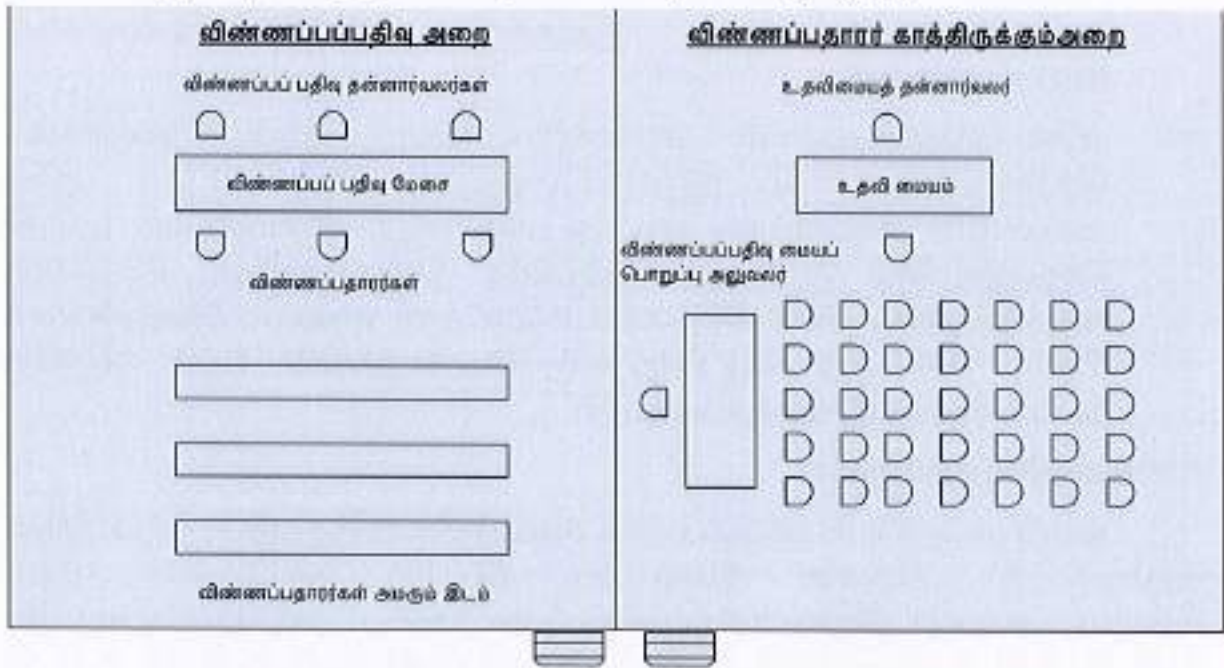 விண்ணப்பப்பதிவு அறை
விண்ணப்பப் பதிவு தன்னார்வலர்கள்
விண்ணப்பப் பதிவு மேசை
விண்ணப்பதாரர்கள்
விண்ணப்பதாரர்கள் அமரும் இடம்
விண்ணப்பதாரர் காத்திருக்கும்அறை
உதவிமையத் தன்னார்வலர்
உதவி மையம்
விண்ணப்பப்பதிவு மையப்
பொறுப்பு அலுவலர்